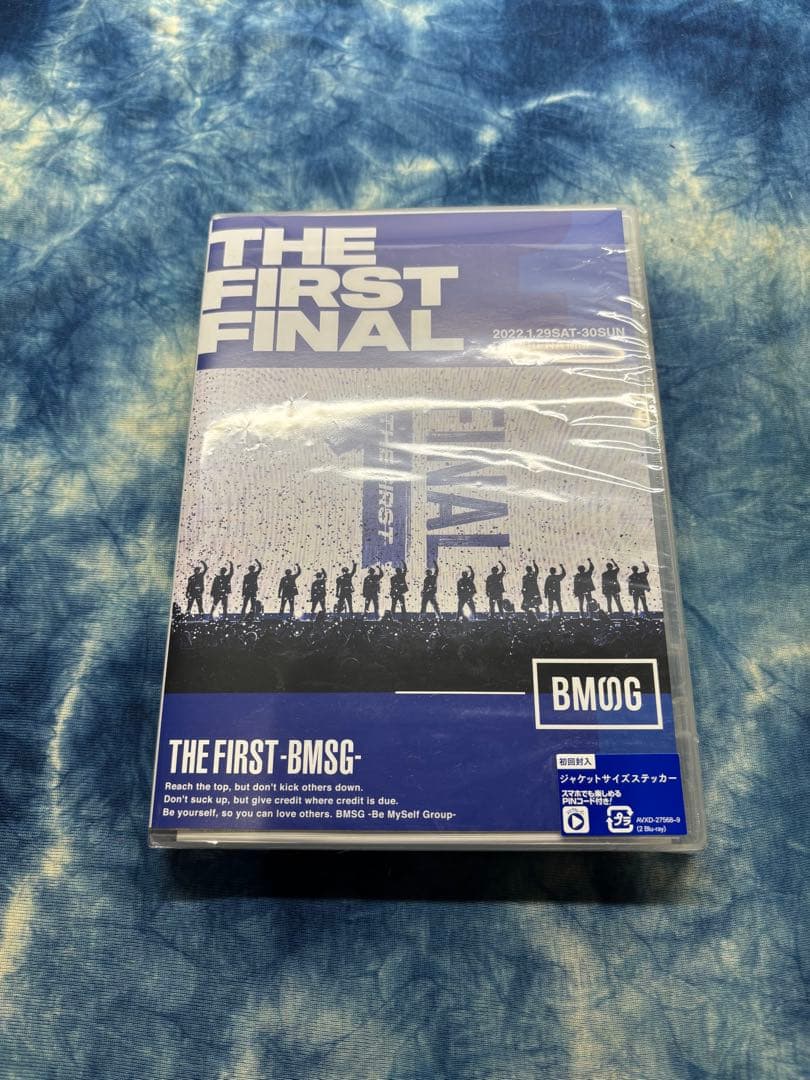 THE
FIRST
FINAL
2022.1.29SAT-30SUN
FINAL
THE FIRST
BMSG
THE FIRST -BMSG-
Reach the top, but don't kick others down.
Don't suck up, but give credit where credit is due.
Be yourself, so you can love others. BMSG -Be MySelf Group-
初回封入
ジャケットサイズステッカー
スマホでも楽しめる
PINコード付き!
プラ
AVXD-27568~9
(2 Blu-ray)